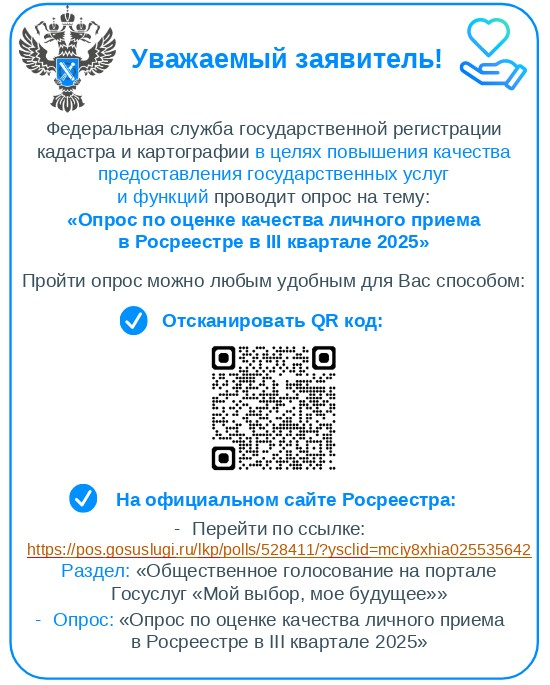 Уважаемый заявитель!
Федеральная служба государственной регистрации
кадастра и картографии в целях повышения качества
предоставления государственных услуг
и функций проводит опрос на тему:
«Опрос по оценке качества личного приема
в Росреестре в III квартале 2025»
Пройти опрос можно любым удобным для Вас способом:
Отсканировать QR код:
На официальном сайте Росреестра:
- Перейти по ссылке:
https://pos.gosuslugi.ru/lkp/polls/528411/?ysclid=mciy8xhia025535642
Раздел: «Общественное голосование на портале
Госуслуг «Мой выбор, мое будущее»»
- Опрос: «Опрос по оценке качества личного приема
в Росреестре в III квартале 2025»